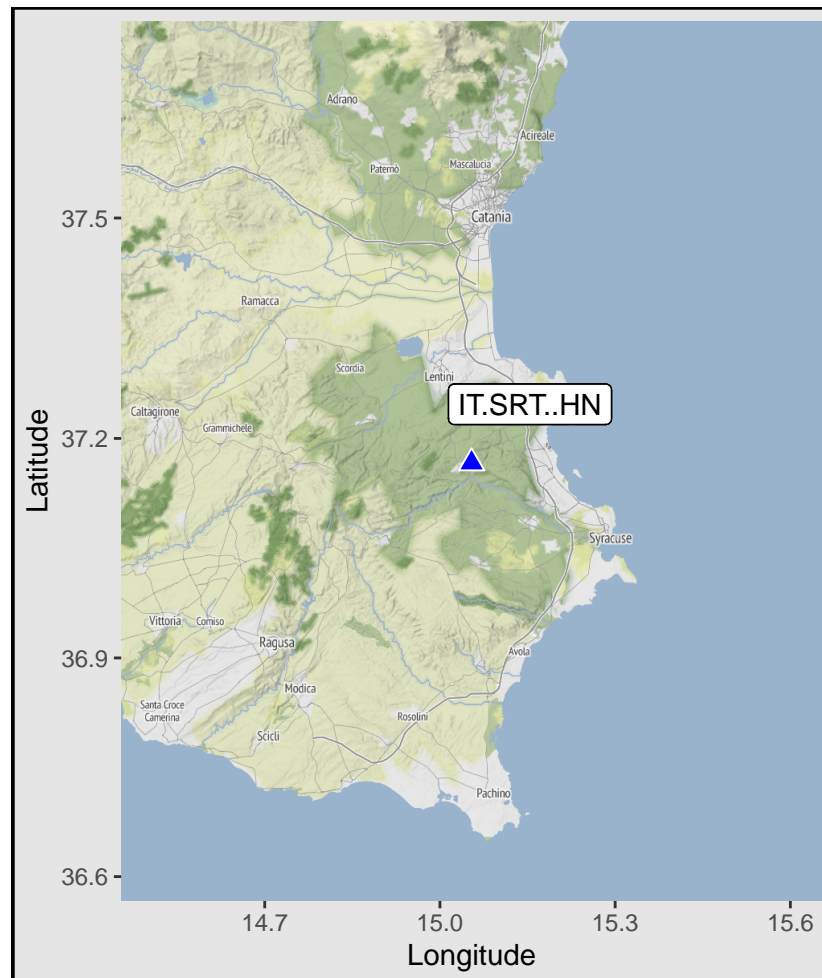 Adrano
Acireale
Mascalucia
Paternò
Catania
37.5
Ramacca
Scordia
Lentini
IT.SRT..HN
Caltagirone
Grammichele
37.2
Syracuse
Vittoria
Comiso
Ragusa
36.9
Avola
Modica
Santa Croce
Camerina
Rosolini
Scicli
Pachino
36.6
Latitude
14.7
15.0
15.3
15.6
Longitude